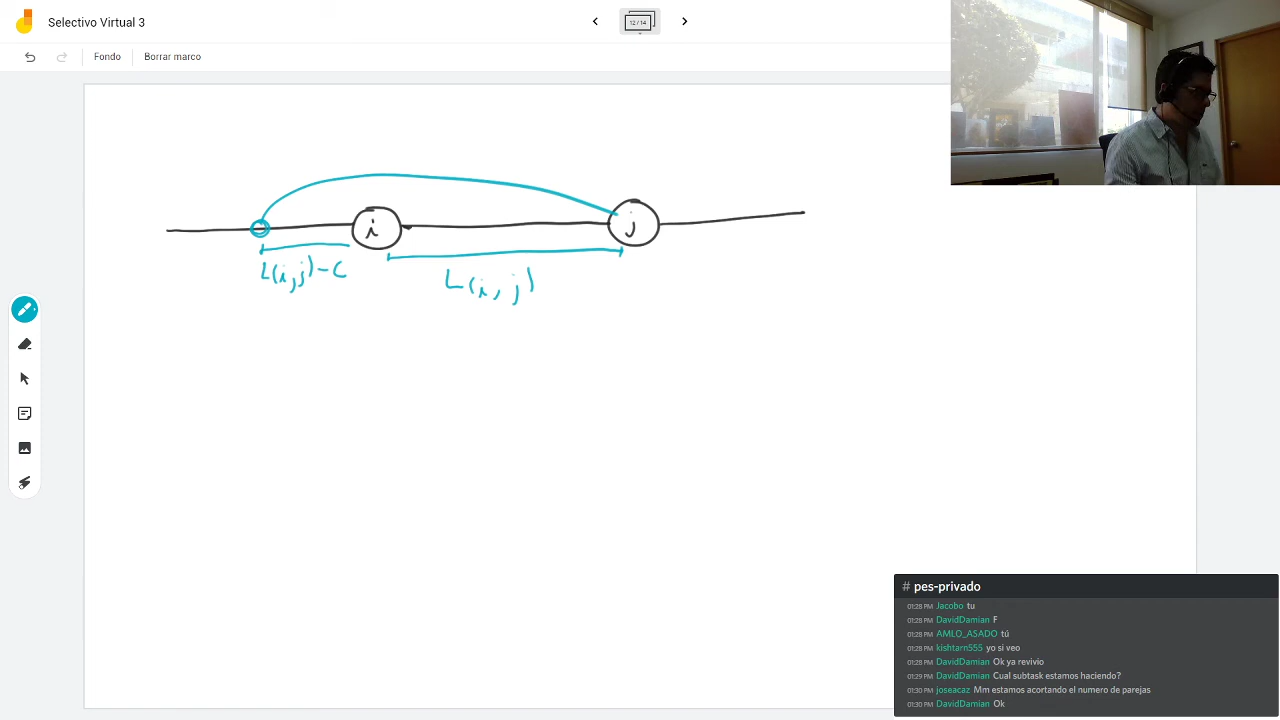 Selectivo Virtual 3
12 / 14
Fondo
Borrar marco
i
j
L(i,j)-C
L(i,j)
# pes-privado
01:28 PM Jacobo tu
01:28 PM DavidDamian F
01:28 PM AMLO_ASADO tú
01:28 PM kishtarn555 yo si veo
01:28 PM DavidDamian Ok ya revivio
01:29 PM DavidDamian Cual subtask estamos haciendo?
01:30 PM joseacaz Mm estamos acortando el numero de parejas
01:30 PM DavidDamian Ok